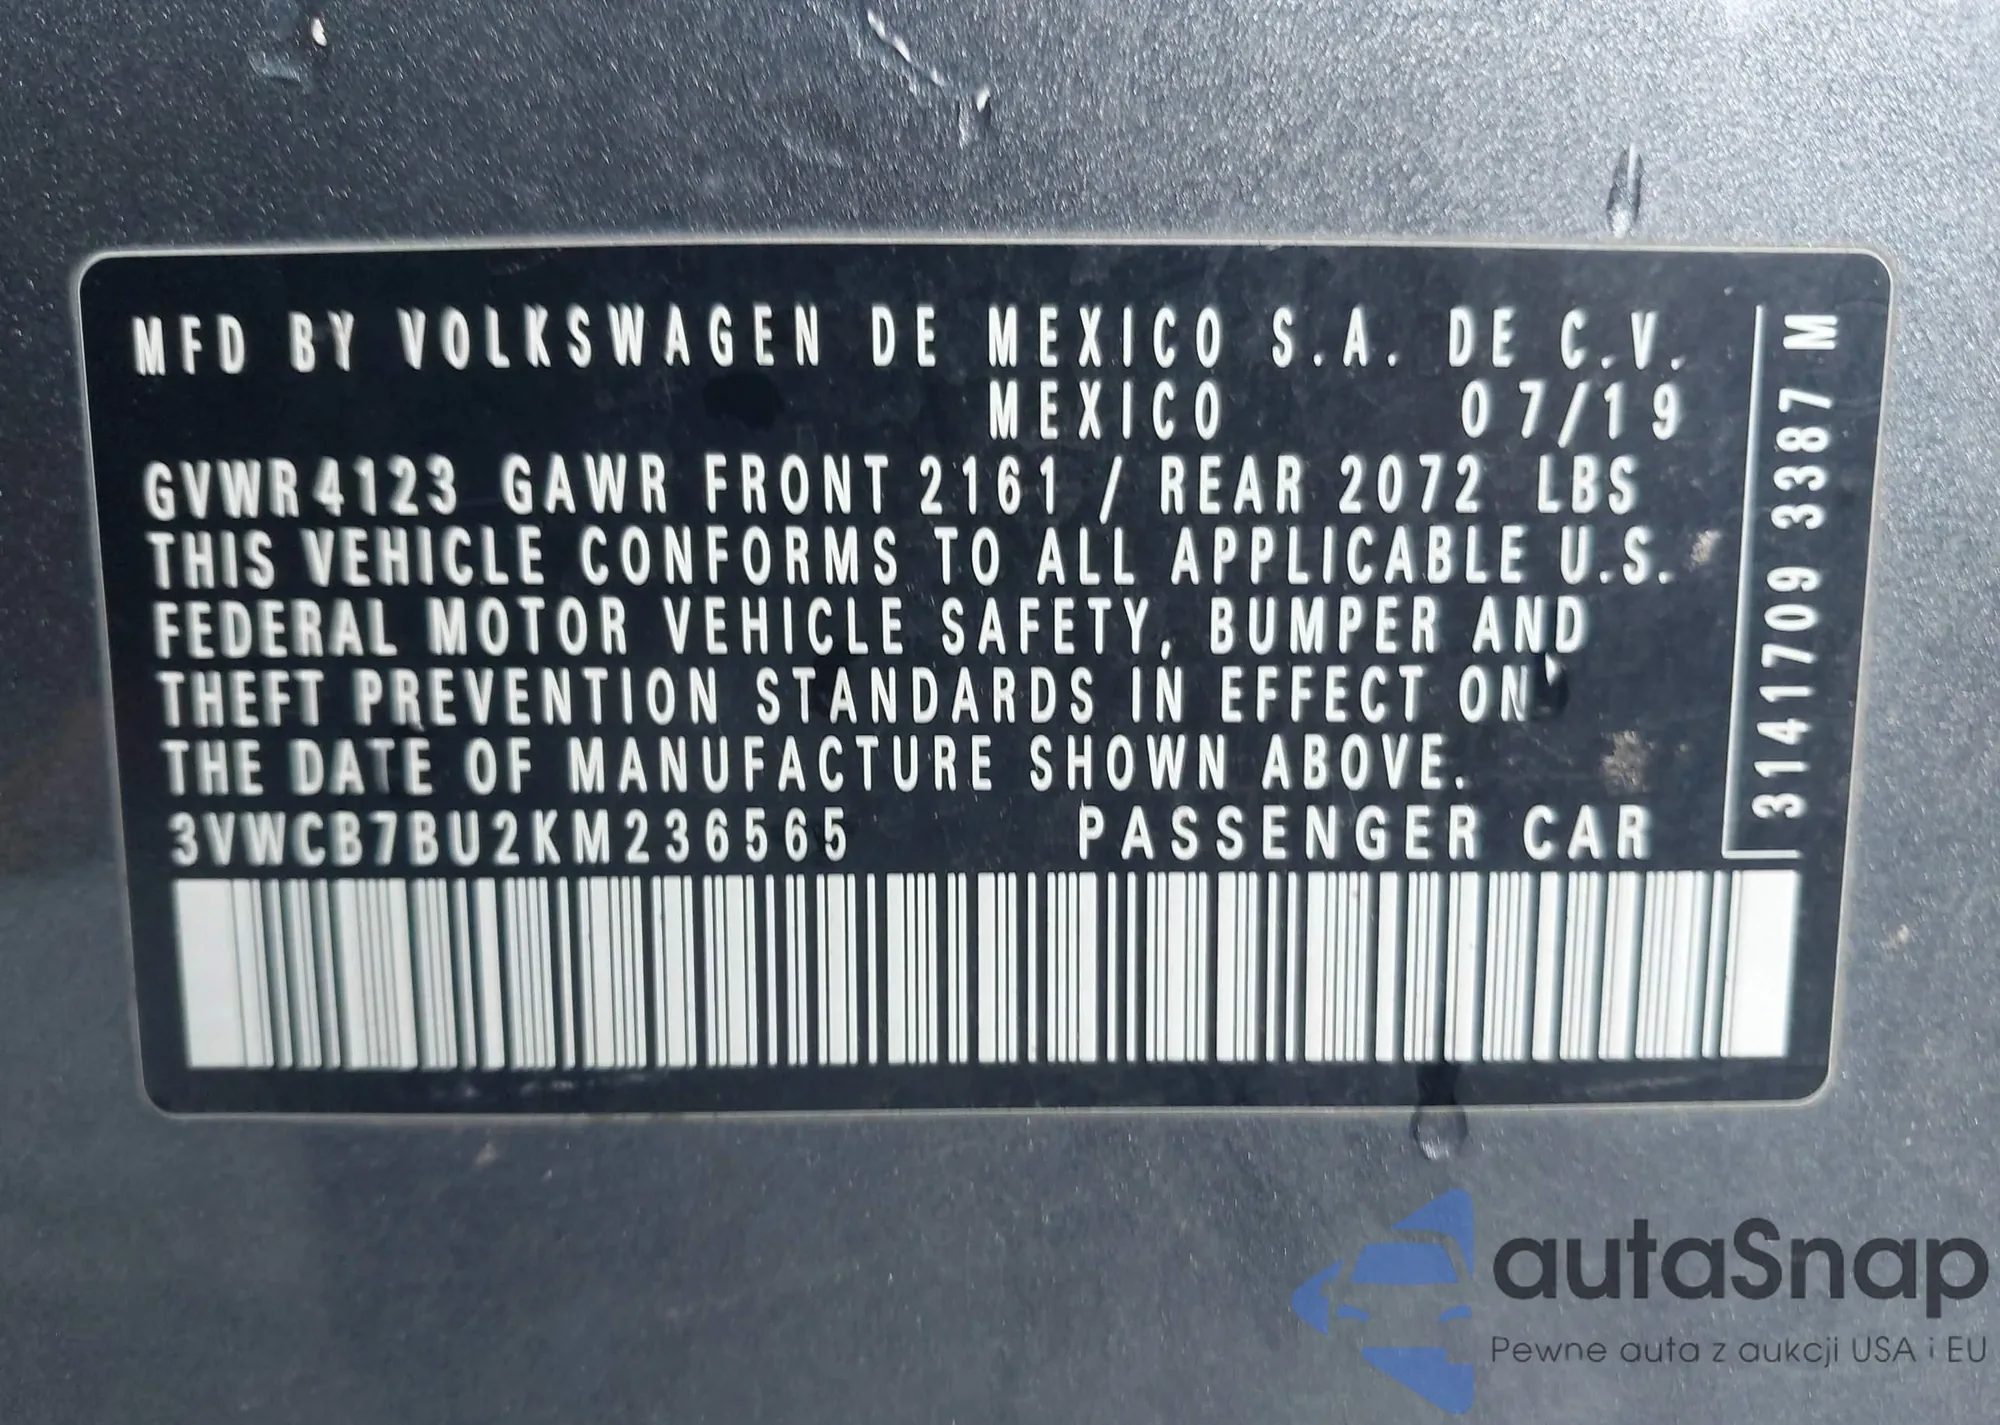 MFD BY VOLKSWAGEN DE MEXICO S.A. DE C.V.
MEXICO 07/19
GVWR 4123 GAWR FRONT 2161 / REAR 2072 LBS
THIS VEHICLE CONFORMS TO ALL APPLICABLE U.S.
FEDERAL MOTOR VEHICLE SAFETY, BUMPER AND
THEFT PREVENTION STANDARDS IN EFFECT ON
THE DATE OF MANUFACTURE SHOWN ABOVE.
3VWCB7BU2KM236565 PASSENGER CAR
3141709 3387 M
autaSnap
Pewne auta z aukcji USA i EU